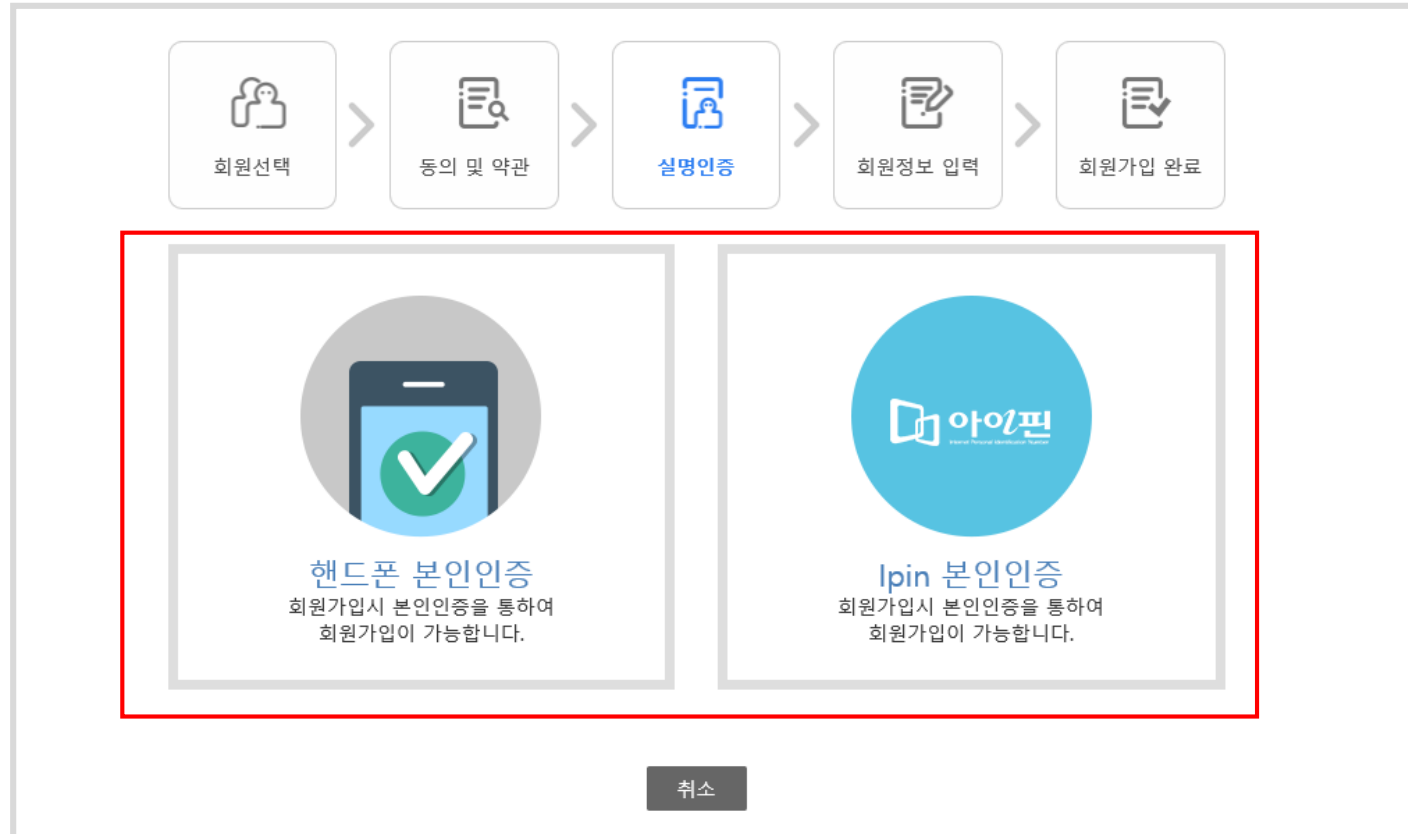 회원선택
동의 및 약관
실명인증
회원정보 입력
회원가입 완료
아이핀
핸드폰 본인인증
회원가입시 본인인증을 통하여
회원가입이 가능합니다.
Ipin 본인인증
회원가입시 본인인증을 통하여
회원가입이 가능합니다.
취소